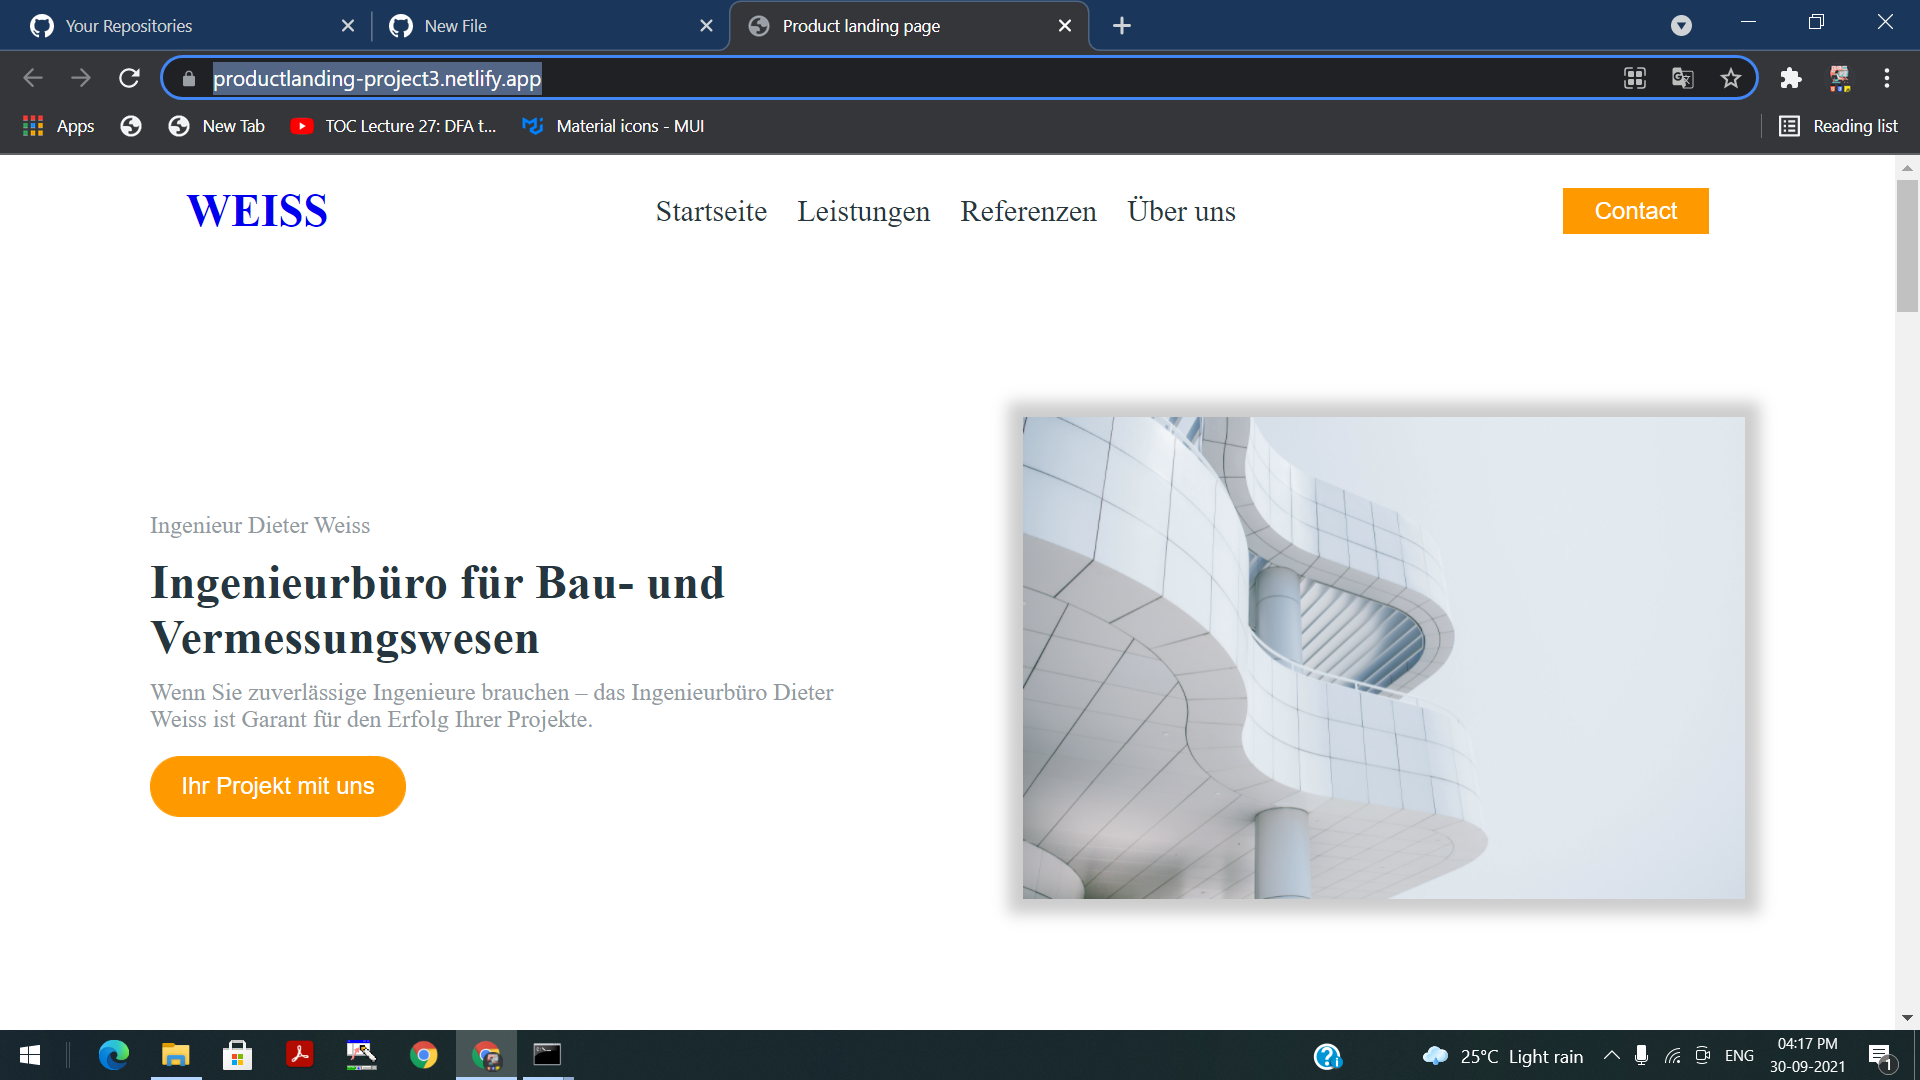 Your Repositories
New File
Product landing page
productlanding-project3.netlify.app
Apps
New Tab
TOC Lecture 27: DFA t...
Material icons - MUI
Reading list
WEISS
Startseite
Leistungen
Referenzen
Über uns
Contact
Ingenieur Dieter Weiss
Ingenieurbüro für Bau- und
Vermessungswesen
Wenn Sie zuverlässige Ingenieure brauchen – das Ingenieurbüro Dieter
Weiss ist Garant für den Erfolg Ihrer Projekte.
Ihr Projekt mit uns
25°C Light rain
ENG
04:17 PM
30-09-2021
1